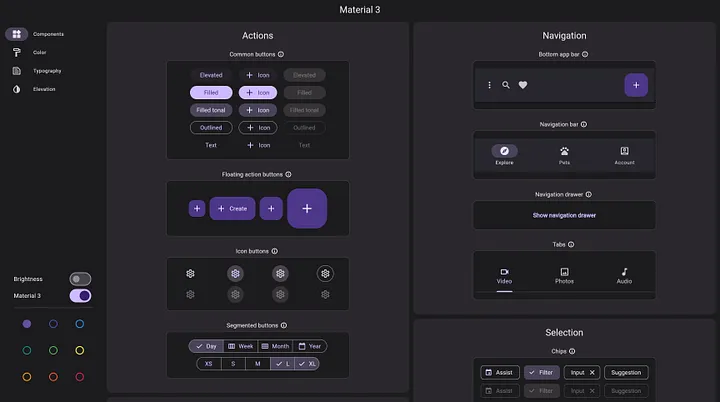 Material 3
Components
Color
Typography
Elevation
Brightness
Material 3
Actions
Common buttons
Elevated Icon Elevated
Filled Icon Filled
Filled tonal Icon Filled tonal
Outlined Icon Outlined
Text Icon Text
Floating action buttons
Create
Icon buttons
Segmented buttons
Day Week Month Year
XS S M L XL
Navigation
Bottom app bar
Navigation bar
Explore Pets Account
Navigation drawer
Show navigation drawer
Tabs
Video Photos Audio
Selection
Chips
Assist Filter Input Suggestion
Assist Filter Input Suggestion